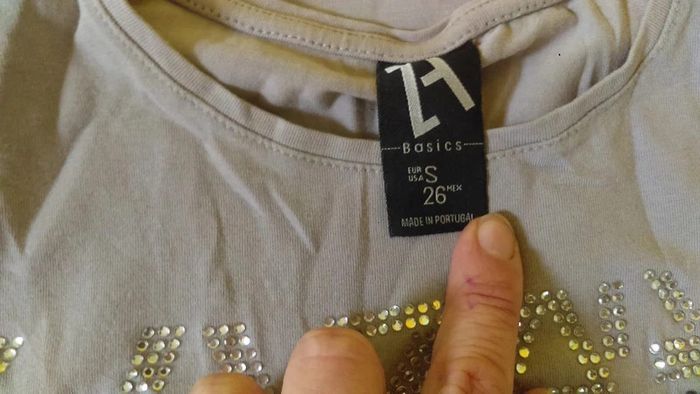 ZA
Basics
EUR
USA S
26 MEX
MADE IN PORTUGAL